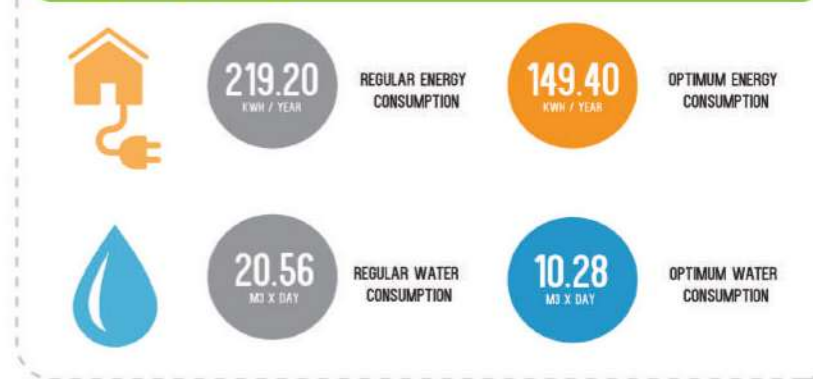 219.20
KWH / YEAR
REGULAR ENERGY
CONSUMPTION
149.40
KWH / YEAR
OPTIMUM ENERGY
CONSUMPTION
20.56
M3 X DAY
REGULAR WATER
CONSUMPTION
10.28
M3 X DAY
OPTIMUM WATER
CONSUMPTION